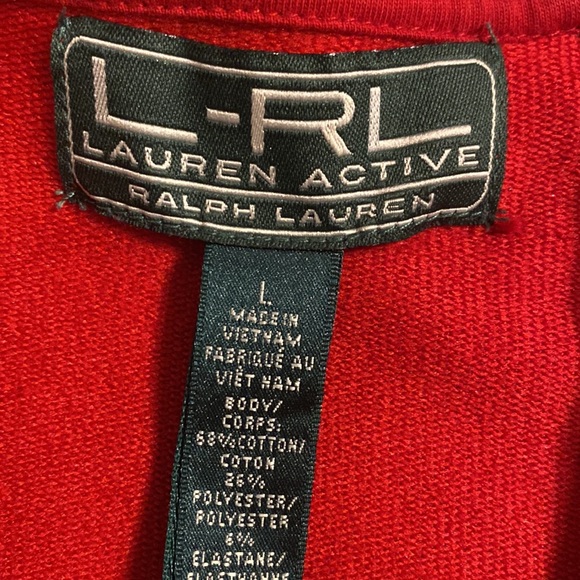 L-RL
LAUREN ACTIVE
RALPH LAUREN
L
MADE IN
VIETNAM
FABRIQUÉ AU
VIÊT NAM
BODY/
CORPS:
68%COTTON/
COTON
26%
POLYESTER/
POLYESTER
6%
ELASTANE/
ELASTHANNE